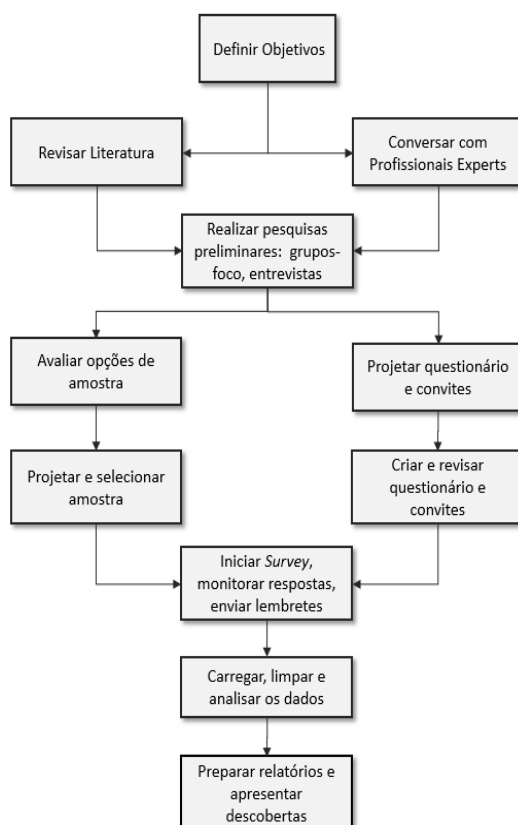 Definir Objetivos
Revisar Literatura
Conversar com
Profissionais Experts
Realizar pesquisas
preliminares: grupos-
foco, entrevistas
Avaliar opções de
amostra
Projetar questionário
e convites
Projetar e selecionar
amostra
Criar e revisar
questionário e
convites
Iniciar Survey,
monitorar respostas,
enviar lembretes
Carregar, limpar e
analisar os dados
Preparar relatórios e
apresentar
descobertas